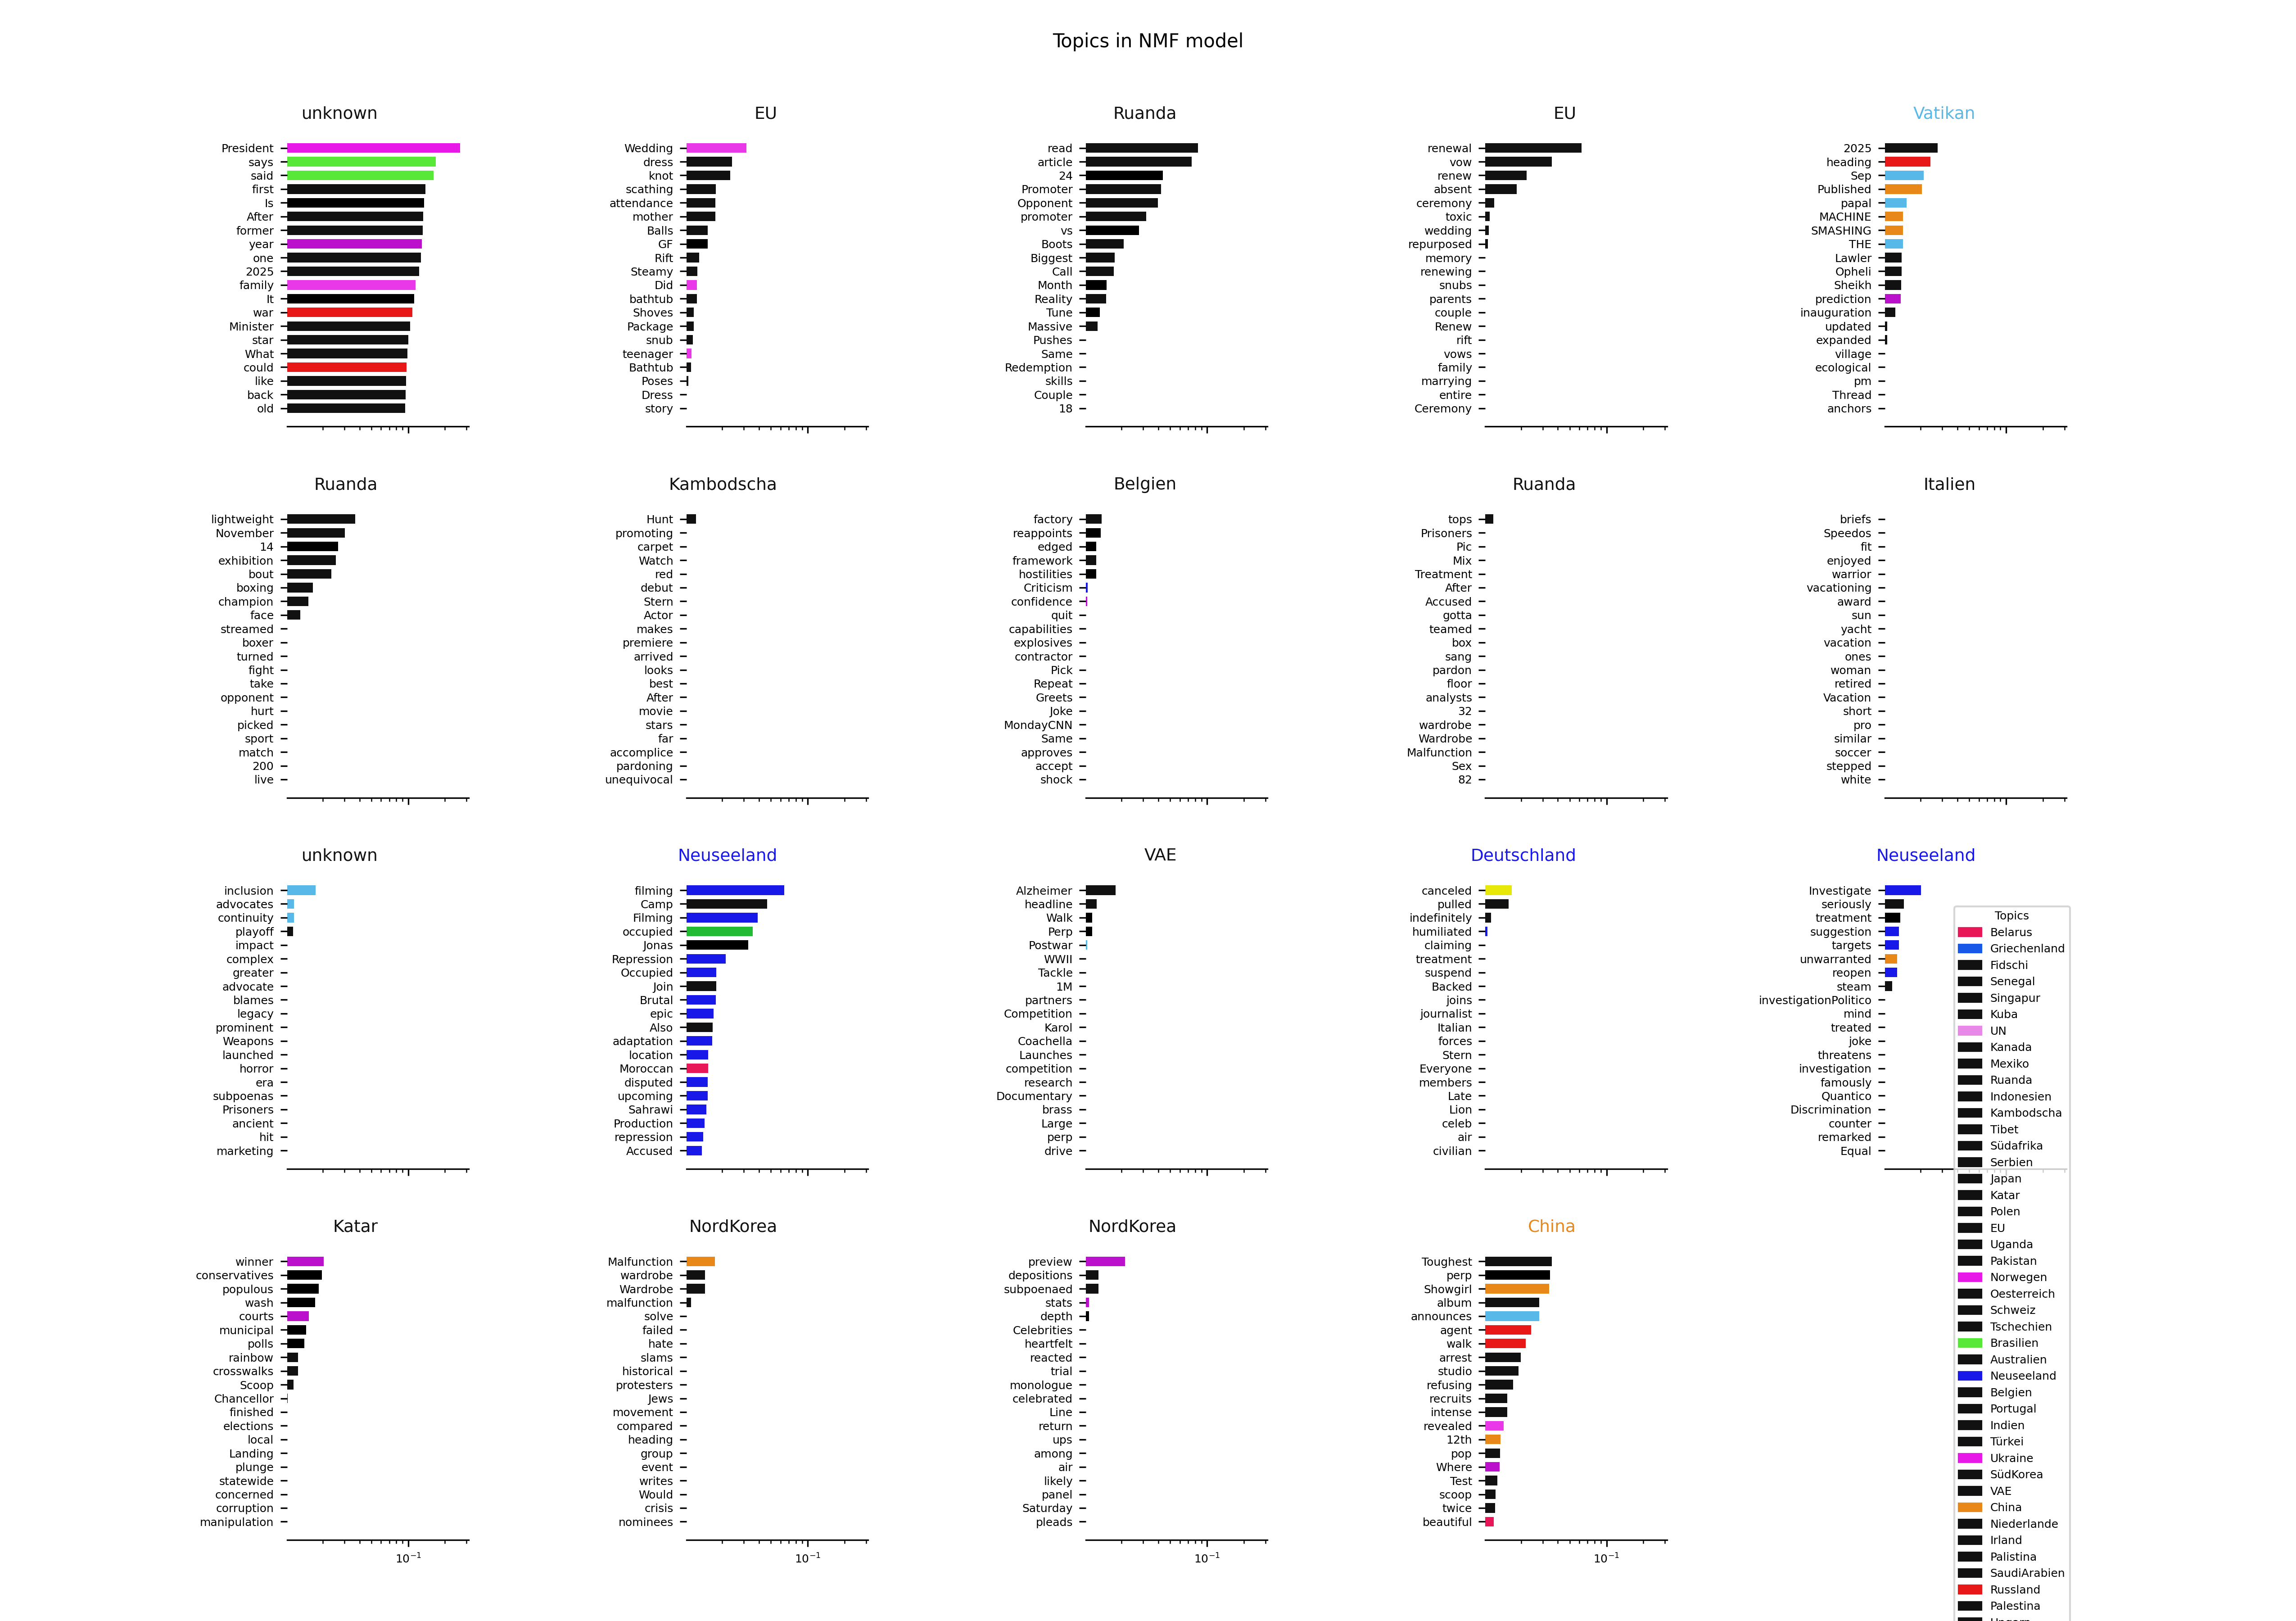 Topics in NMF model
unknown
President
says
said
first
Is
After
former
year
one
2025
family
It
war
Minister
star
What
could
like
back
old
EU
Wedding
dress
knot
scathing
attendance
mother
Balls
GF
Rift
Steamy
Did
bathtub
Shoves
Package
snub
teenager
Bathtub
Poses
Dress
story
Ruanda
read
article
24
Promoter
Opponent
promoter
vs
Boots
Biggest
Call
Month
Reality
Tune
Massive
Pushes
Same
Redemption
skills
Couple
18
EU
renewal
vow
renew
absent
ceremony
toxic
wedding
repurposed
memory
renewing
snubs
parents
couple
Renew
rift
vows
family
marrying
entire
Ceremony
Vatikan
2025
heading
Sep
Published
papal
MACHINE
SMASHING
THE
Lawler
Opheli
Sheikh
prediction
inauguration
updated
expanded
village
ecological
pm
Thread
anchors
Ruanda
lightweight
November
14
exhibition
bout
boxing
champion
face
streamed
boxer
turned
fight
take
opponent
hurt
picked
sport
match
200
live
Kambodscha
Hunt
promoting
carpet
Watch
red
debut
Stern
Actor
makes
premiere
arrived
looks
best
After
movie
stars
far
accomplice
pardoning
unequivocal
Belgien
factory
reappoints
edged
framework
hostilities
Criticism
confidence
quit
capabilities
explosives
contractor
Pick
Repeat
Greets
Joke
MondayCNN
Same
approves
accept
shock
Ruanda
tops
Prisoners
Pic
Mix
Treatment
After
Accused
gotta
teamed
box
sang
pardon
floor
analysts
32
wardrobe
Wardrobe
Malfunction
Sex
82
Italien
briefs
Speedos
fit
enjoyed
warrior
vacationing
award
sun
yacht
vacation
ones
woman
retired
Vacation
short
pro
similar
soccer
stepped
white
unknown
inclusion
advocates
continuity
playoff
impact
complex
greater
advocate
blames
legacy
prominent
Weapons
launched
horror
era
subpoenas
Prisoners
ancient
hit
marketing
Neuseeland
filming
Camp
Filming
occupied
Jonas
Repression
Occupied
Join
Brutal
epic
Also
adaptation
location
Moroccan
disputed
upcoming
Sahrawi
Production
repression
Accused
VAE
Alzheimer
headline
Walk
Perp
Postwar
WWII
Tackle
1M
partners
Competition
Karol
Coachella
Launches
competition
research
Documentary
brass
Large
perp
drive
Deutschland
canceled
pulled
indefinitely
humiliated
claiming
treatment
suspend
Backed
joins
journalist
Italian
forces
Stern
Everyone
members
Late
Lion
celeb
air
civilian
Neuseeland
Investigate
seriously
treatment
suggestion
targets
unwarranted
reopen
steam
investigationPolitico
mind
treated
joke
threatens
investigation
famously
Quantico
Discrimination
counter
remarked
Equal
Katar
winner
conservatives
populous
wash
courts
municipal
polls
rainbow
crosswalks
Scoop
Chancellor
finished
elections
local
Landing
plunge
statewide
concerned
corruption
manipulation
10⁻¹
NordKorea
Malfunction
wardrobe
Wardrobe
malfunction
solve
failed
hate
slams
historical
protesters
Jews
movement
compared
heading
group
event
writes
Would
crisis
nominees
10⁻¹
NordKorea
preview
depositions
subpoenaed
stats
depth
Celebrities
heartfelt
reacted
trial
monologue
celebrated
Line
return
ups
among
air
likely
panel
Saturday
pleads
10⁻¹
China
Toughest
perp
Showgirl
album
announces
agent
walk
arrest
studio
refusing
recruits
intense
revealed
12th
pop
Where
Test
scoop
twice
beautiful
10⁻¹
Topics
Belarus
Griechenland
Fidschi
Senegal
Singapur
Kuba
UN
Kanada
Mexiko
Ruanda
Indonesien
Kambodscha
Tibet
Südafrika
Serbien
Japan
Katar
Polen
EU
Uganda
Pakistan
Norwegen
Oesterreich
Schweiz
Tschechien
Brasilien
Australien
Neuseeland
Belgien
Portugal
Indien
Türkei
Ukraine
SüdKorea
VAE
China
Niederlande
Irland
Palistina
SaudiArabien
Russland
Palestina